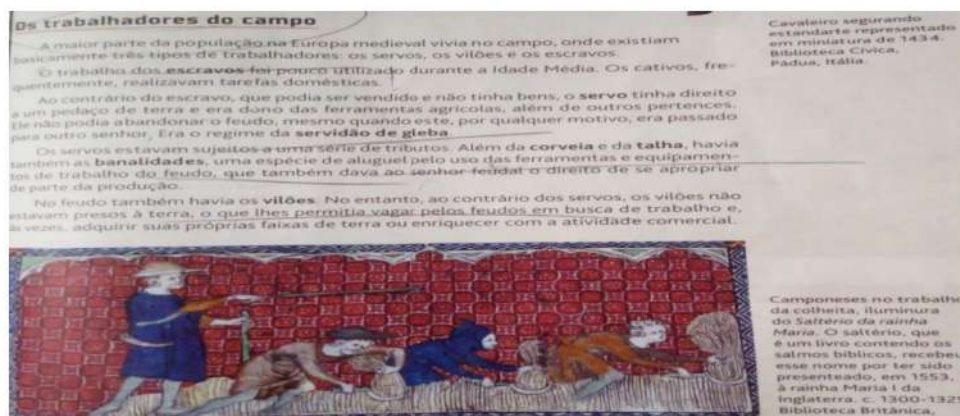 Os trabalhadores do campo
A maior parte da população na Europa medieval vivia no campo, onde existiam
basicamente três tipos de trabalhadores: os servos, os vilões e os escravos.
O trabalho dos escravos foi pouco utilizado durante a Idade Média. Os cativos, fre-
quentemente, realizavam tarefas domésticas.
Ao contrário do escravo, que podia ser vendido e não tinha bens, o servo tinha direito
a um pedaço de terra e era dono das ferramentas agrícolas, além de outros pertences.
Ele não podia abandonar o feudo, mesmo quando este, por qualquer motivo, era passado
para outro senhor, Era o regime da servidão de gleba.
Os servos estavam sujeitos a uma série de tributos. Além da corveia e da talha, havia
também as banalidades, uma espécie de aluguel pelo uso das ferramentas e equipamen-
tos de trabalho do feudo, que também dava ao senhor feudal o direito de se apropriar
de parte da produção.
No feudo também havia os vilões. No entanto, ao contrário dos servos, os vilões não
estavam presos à terra, o que lhes permitia vagar pelos feudos em busca de trabalho e,
às vezes, adquirir suas próprias faixas de terra ou enriquecer com a atividade comercial.
Cavaleiro segurando
estandarte representado
em miniatura de 1434.
Biblioteca Cívica,
Pádua, Itália.
Camponeses no trabalho
da colheita, iluminura
do Saltério da rainha
Maria. O saltério, que
é um livro contendo os
salmos bíblicos, recebeu
esse nome por ter sido
presenteado, em 1553,
à rainha Maria I da
Inglaterra. c. 1300-1325
Biblioteca Britânica,